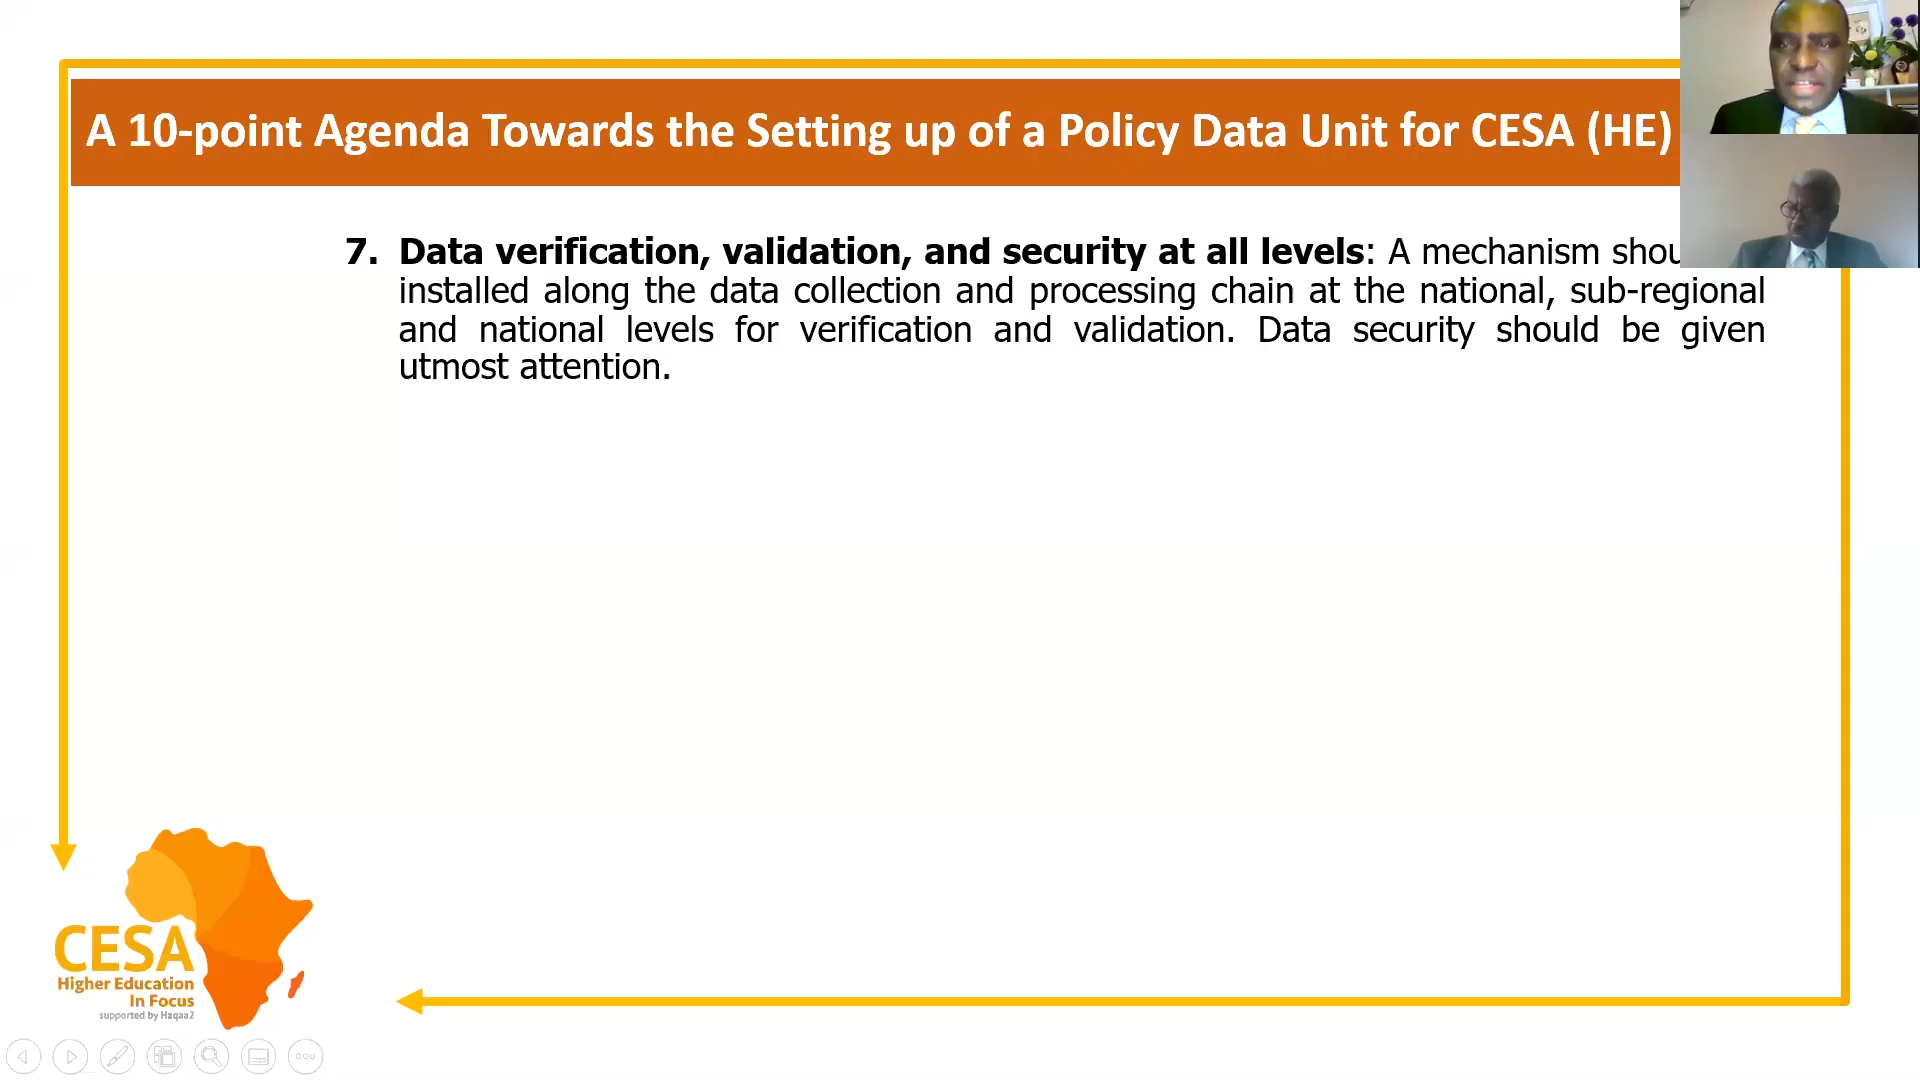 A 10-point Agenda Towards the Setting up of a Policy Data Unit for CESA (HE)
7. Data verification, validation, and security at all levels: A mechanism
installed along the data collection and processing chain at the national, sub-regional
and national levels for verification and validation. Data security should be given
utmost attention.
CESA
Higher Education
In Focus
supported by Haqaa2